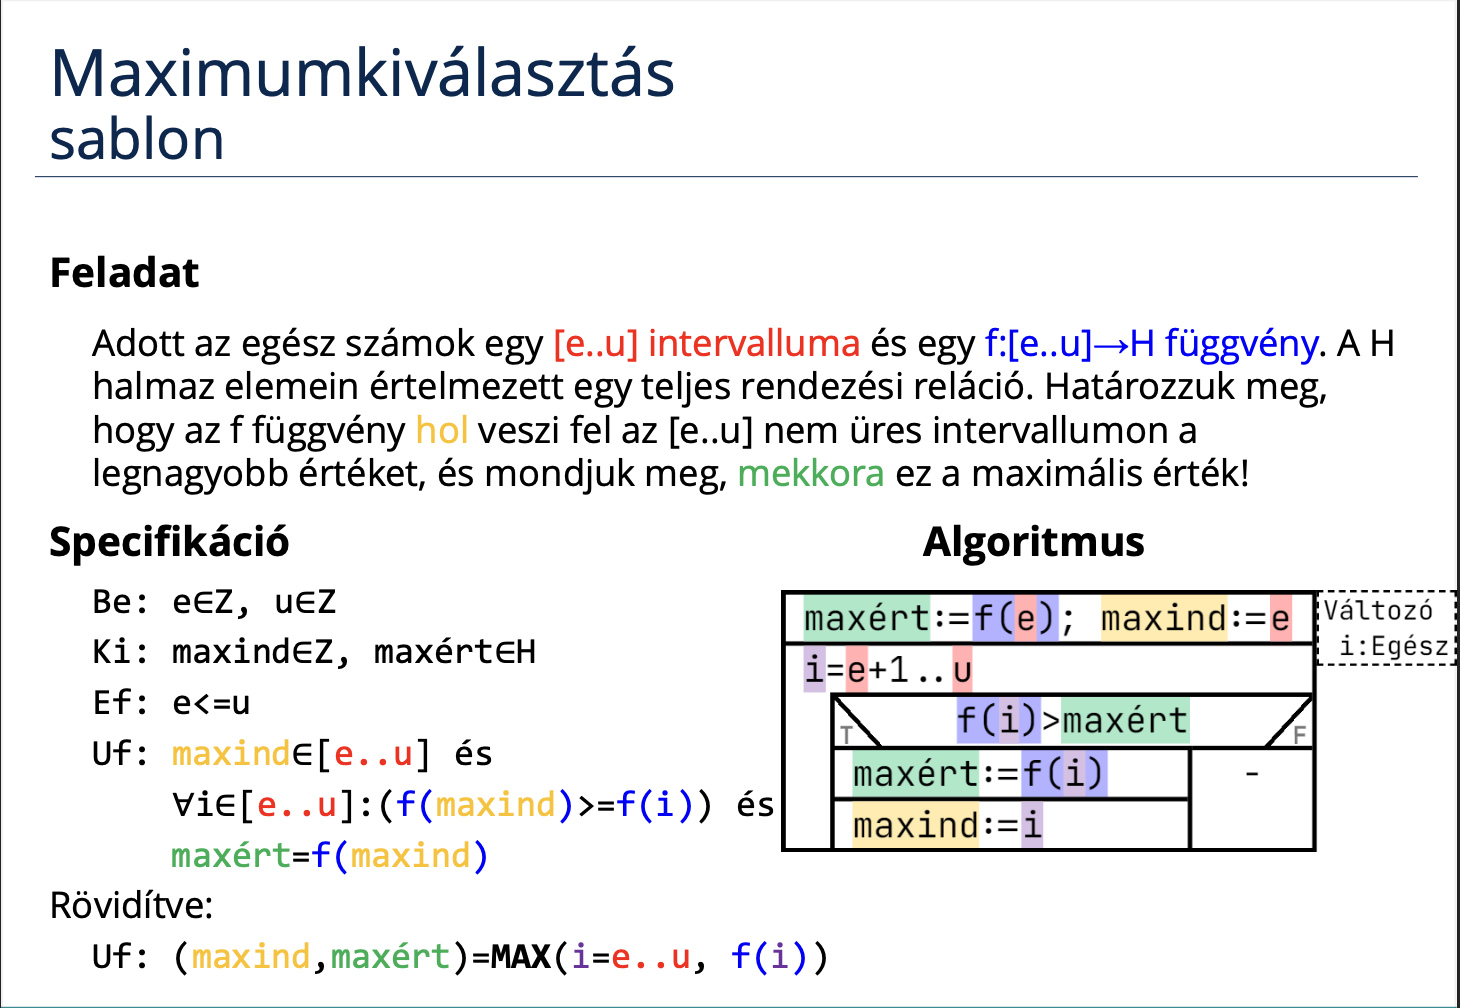 Maximumkiválasztás
sablon
Feladat
Adott az egész számok egy [e..u] intervalluma és egy f:[e..u]→H függvény. A H
halmaz elemein értelmezett egy teljes rendezési reláció. Határozzuk meg,
hogy az f függvény hol veszi fel az [e..u] nem üres intervallumon a
legnagyobb értéket, és mondjuk meg, mekkora ez a maximális érték!
Specifikáció
Be: e∈Z, u∈Z
Ki: maxind∈Z, maxért∈H
Ef: e<=u
Uf: maxind∈[e..u] és
∀i∈[e..u]:(f(maxind)>=f(i)) és
maxért=f(maxind)
Rövidítve:
Uf: (maxind,maxért)=MAX(i=e..u, f(i))
Algoritmus
maxért:=f(e); maxind:=e
Változó
i:Egész
i=e+1..u
T f(i)>maxért F
maxért:=f(i) -
maxind:=i